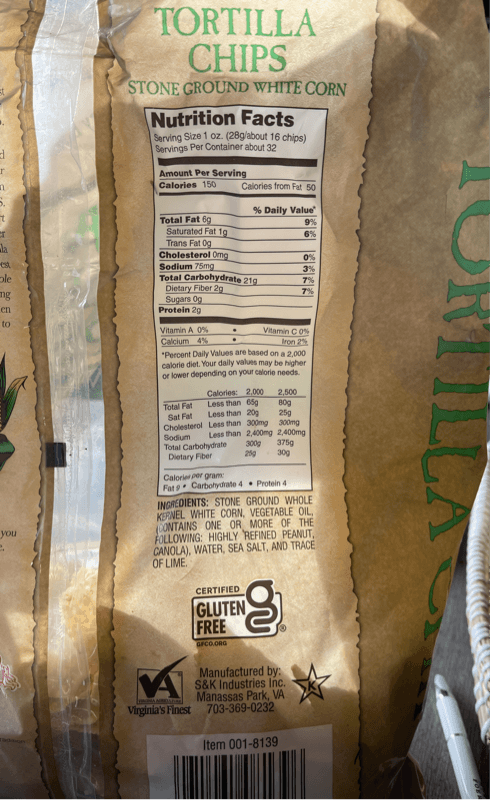 TORTILLA
CHIPS
STONE GROUND WHITE CORN
Nutrition Facts
Serving Size 1 oz. (28g/about 16 chips)
Servings Per Container about 32
Amount Per Serving
Calories 150 Calories from Fat 50
% Daily Value*
Total Fat 6g 9%
Saturated Fat 1g 6%
Trans Fat 0g
Cholesterol 0mg 0%
Sodium 75mg 3%
Total Carbohydrate 21g 7%
Dietary Fiber 2g 7%
Sugars 0g
Protein 2g
Vitamin A 0% • Vitamin C 0%
Calcium 4% • Iron 2%
*Percent Daily Values are based on a 2,000
calorie diet. Your daily values may be higher
or lower depending on your calorie needs.
Calories: 2,000 2,500
Total Fat Less than 65g 80g
Sat Fat Less than 20g 25g
Cholesterol Less than 300mg 300mg
Sodium Less than 2,400mg 2,400mg
Total Carbohydrate 300g 375g
Dietary Fiber 25g 30g
Calories per gram:
Fat 9 • Carbohydrate 4 • Protein 4
INGREDIENTS: STONE GROUND WHOLE
KERNEL WHITE CORN, VEGETABLE OIL,
(CONTAINS ONE OR MORE OF THE
FOLLOWING: HIGHLY REFINED PEANUT,
CANOLA), WATER, SEA SALT, AND TRACE
OF LIME.
CERTIFIED
GLUTEN
FREE
®
GFCO.ORG
VA
Virginia's Finest
Manufactured by:
S&K Industries Inc.
Manassas Park, VA
703-369-0232
K
Item 001-8139
TORTILLA
you
to